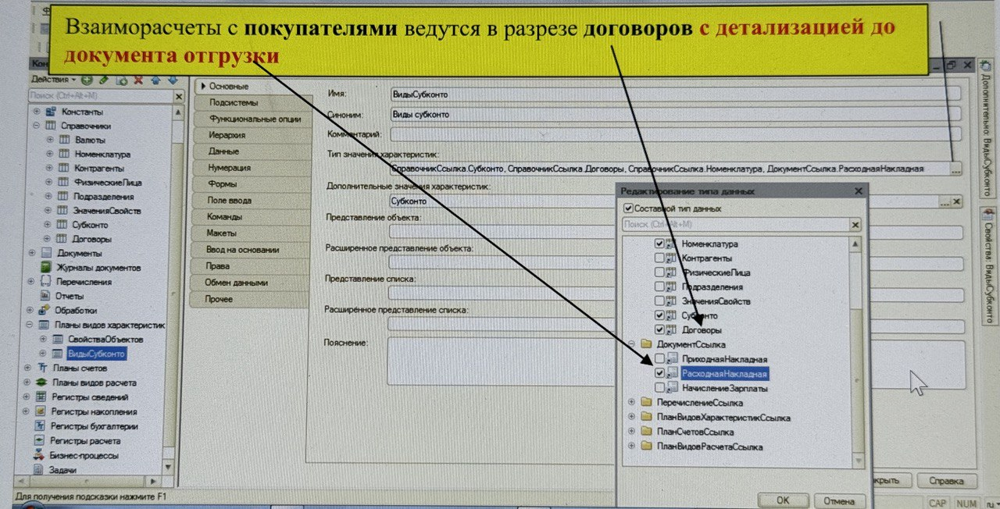 Взаиморасчеты с покупателями ведутся в разрезе договоров с детализацией до
документа отгрузки
Действия
Поиск (Ctrl+Alt+M)
Константы
Справочники
Валюты
Номенклатура
Контрагенты
ФизическиеЛица
Подразделения
ЗначенияСвойств
Субконто
Договоры
Документы
Журналы документов
Перечисления
Отчеты
Обработки
Планы видов характеристик
СвойстваОбъектов
ВидыСубконто
Планы счетов
Планы видов расчета
Регистры сведений
Регистры накопления
Регистры бухгалтерии
Регистры расчета
Бизнес-процессы
Задачи
Основные
Подсистемы
Функциональные опции
Иерархия
Данные
Нумерация
Формы
Поле ввода
Команды
Макеты
Ввод на основании
Права
Обмен данными
Прочее
Имя: ВидыСубконто
Синоним: Виды субконто
Комментарий:
Тип значения характеристик:
СправочникСсылка.Субконто, СправочникСсылка.Договоры, СправочникСсылка.Номенклатура, ДокументСсылка.РасходнаяНакладная ...
Дополнительные значения характеристик:
Субконто
Представление объекта:
Расширенное представление объекта:
Представление списка:
Расширенное представление списка:
Пояснение:
Редактирование типа данных
Составной тип данных
Поиск (Ctrl+Alt+M)
Номенклатура
Контрагенты
ФизическиеЛица
Подразделения
ЗначенияСвойств
Субконто
Договоры
ДокументСсылка
ПриходнаяНакладная
РасходнаяНакладная
НачислениеЗарплаты
ПеречислениеСсылка
ПланВидовХарактеристикСсылка
ПланСчетовСсылка
ПланВидовРасчетаСсылка
OK
Отмена
Справка
Дополнительно: ВидыСубконто
Свойства: ВидыСубконто
Для получения подсказки нажмите F1
CAP
NUM